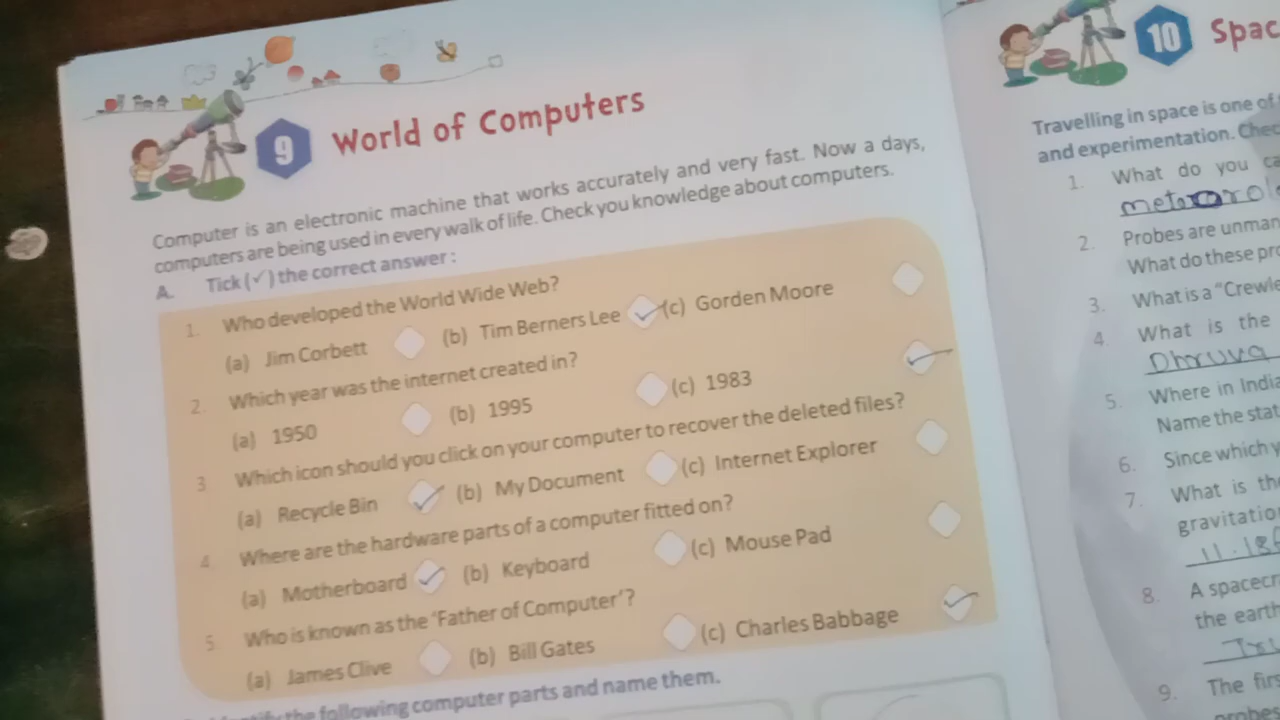 9 World of Computers
Computer is an electronic machine that works accurately and very fast. Now a days,
computers are being used in every walk of life. Check you knowledge about computers.
A. Tick (✓) the correct answer :
1. Who developed the World Wide Web?
(a) Jim Corbett (b) Tim Berners Lee ✓ (c) Gorden Moore
2. Which year was the internet created in?
(a) 1950 (b) 1995 (c) 1983 ✓
3. Which icon should you click on your computer to recover the deleted files?
(a) Recycle Bin ✓ (b) My Document (c) Internet Explorer
4. Where are the hardware parts of a computer fitted on?
(a) Motherboard ✓ (b) Keyboard (c) Mouse Pad
5. Who is known as the 'Father of Computer'?
(a) James Clive (b) Bill Gates (c) Charles Babbage ✓
Identify the following computer parts and name them.
10 Spac
Travelling in space is one of
and experimentation. Chec
1. What do you ca
2. Probes are unman
What do these pro
3. What is a "Crewle
4. What is the
Dhruva
5. Where in India
Name the stat
6. Since which y
7. What is the
gravitatio
11.186
8. A spacecr
the earth
9. The firs
probes